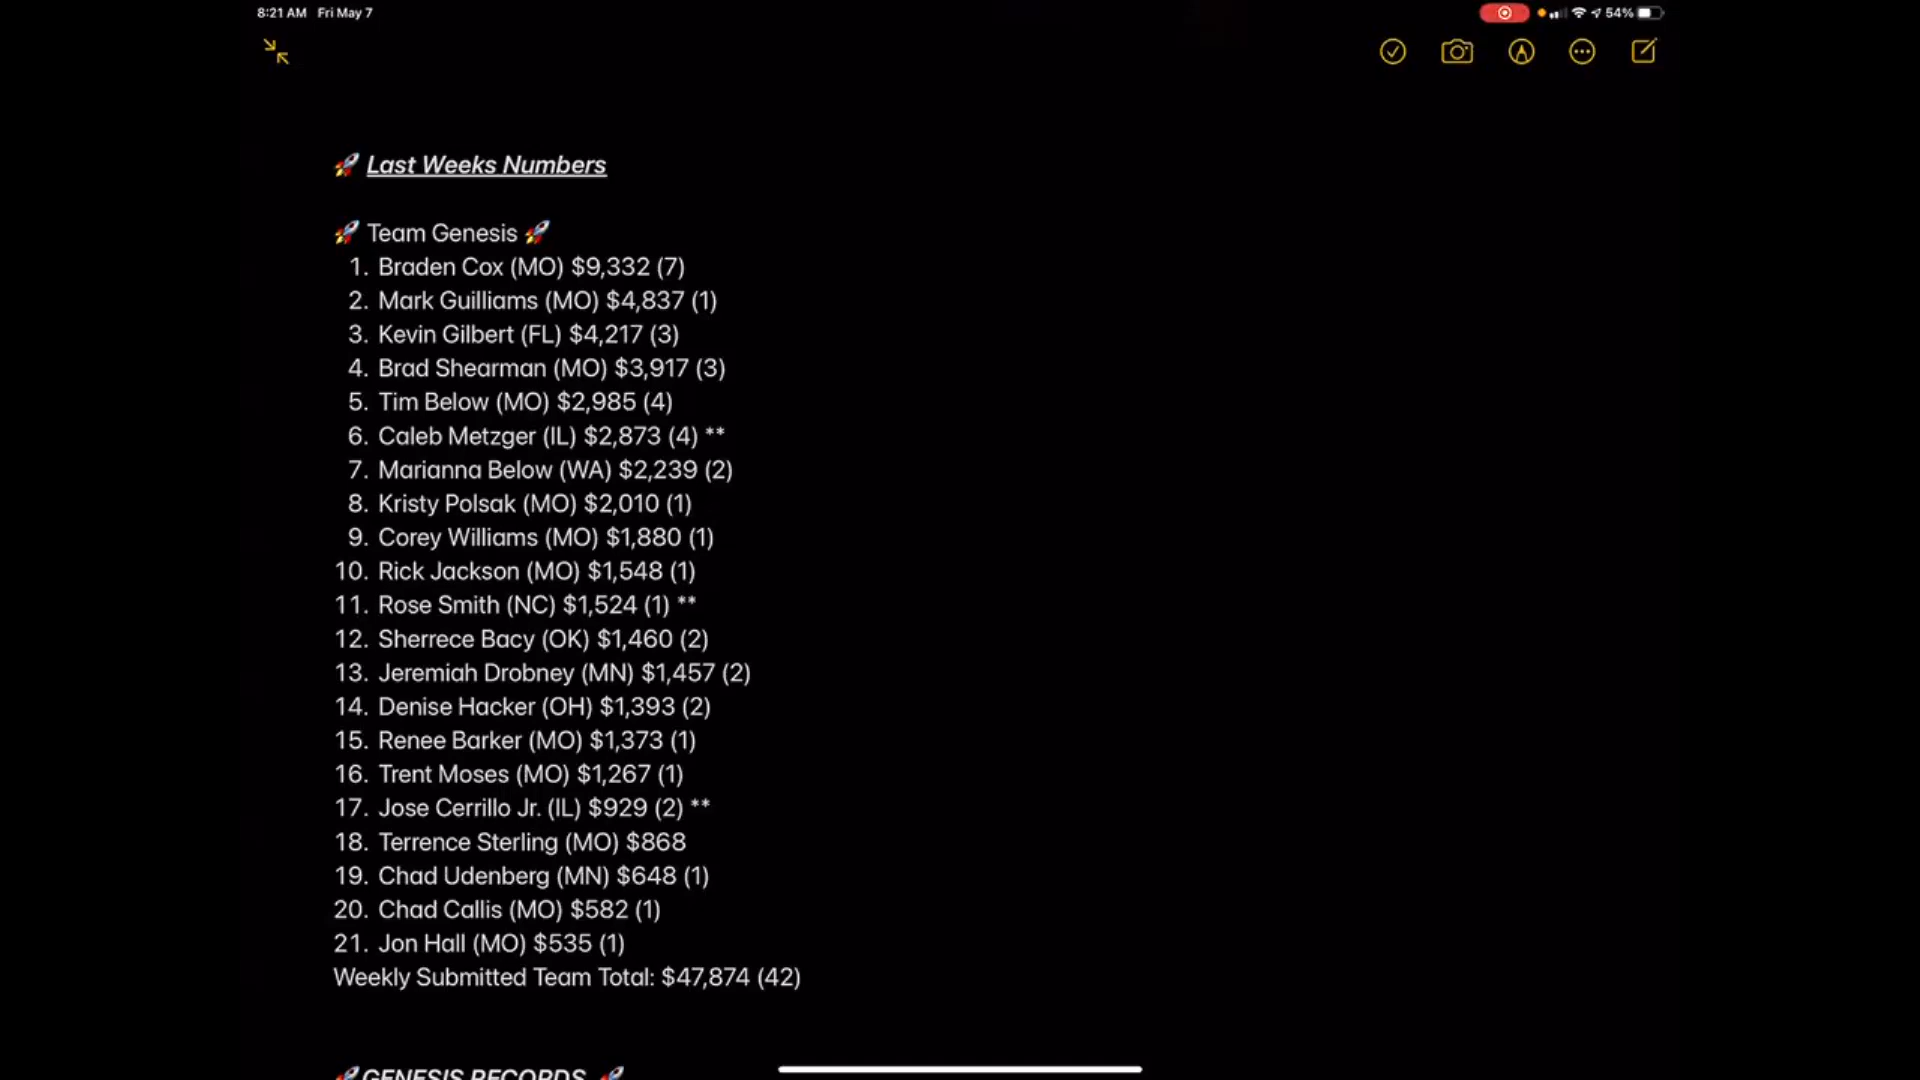 8:21 AM Fri May 7
54%
🚀 Last Weeks Numbers
🚀 Team Genesis 🚀
1. Braden Cox (MO) $9,332 (7)
2. Mark Guilliams (MO) $4,837 (1)
3. Kevin Gilbert (FL) $4,217 (3)
4. Brad Shearman (MO) $3,917 (3)
5. Tim Below (MO) $2,985 (4)
6. Caleb Metzger (IL) $2,873 (4) **
7. Marianna Below (WA) $2,239 (2)
8. Kristy Polsak (MO) $2,010 (1)
9. Corey Williams (MO) $1,880 (1)
10. Rick Jackson (MO) $1,548 (1)
11. Rose Smith (NC) $1,524 (1) **
12. Sherrece Bacy (OK) $1,460 (2)
13. Jeremiah Drobney (MN) $1,457 (2)
14. Denise Hacker (OH) $1,393 (2)
15. Renee Barker (MO) $1,373 (1)
16. Trent Moses (MO) $1,267 (1)
17. Jose Cerrillo Jr. (IL) $929 (2) **
18. Terrence Sterling (MO) $868
19. Chad Udenberg (MN) $648 (1)
20. Chad Callis (MO) $582 (1)
21. Jon Hall (MO) $535 (1)
Weekly Submitted Team Total: $47,874 (42)
🚀GENESIS RECORDS 🚀